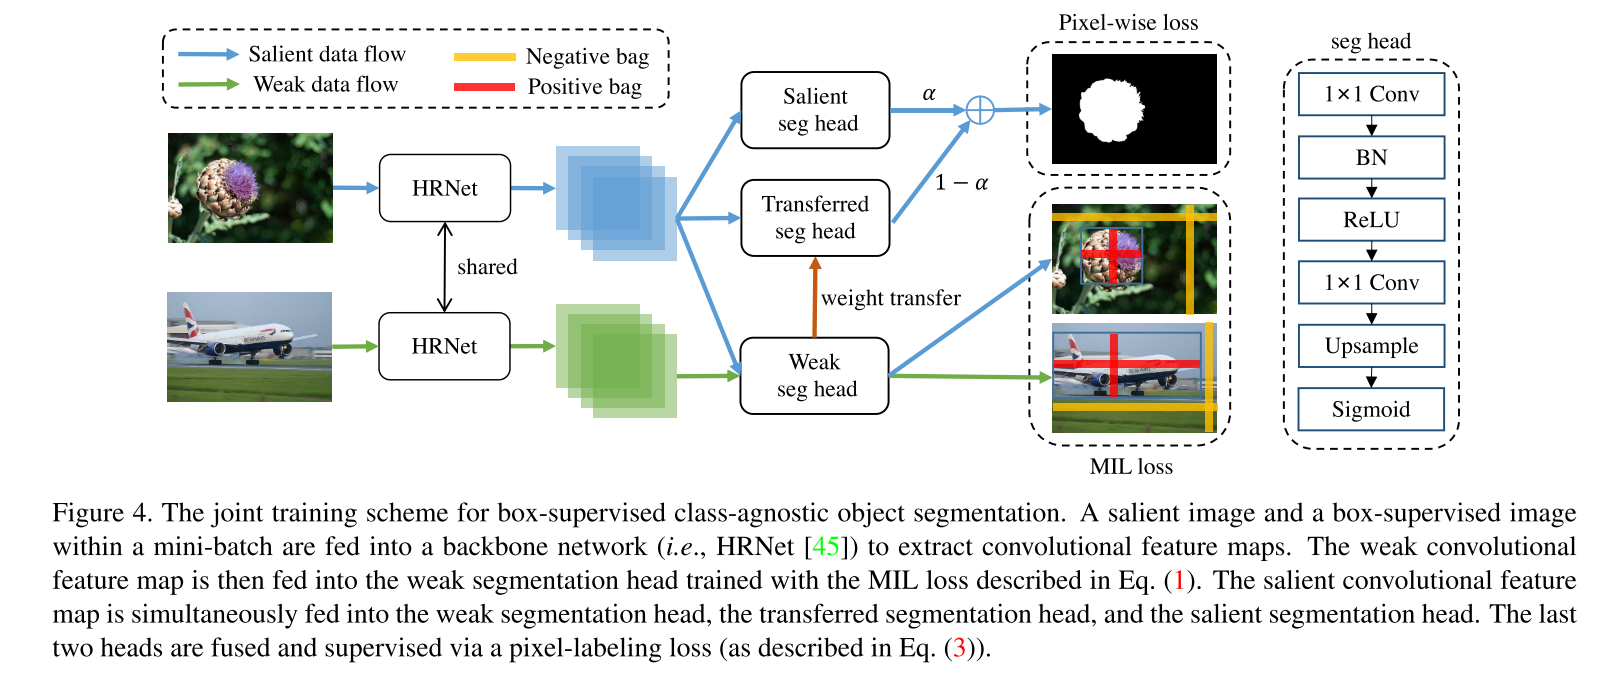 Pixel-wise loss
seg head
Salient data flow
Negative bag
Weak data flow
Positive bag
Salient
seg head
α
1 − α
HRNet
Transferred
seg head
shared
weight transfer
HRNet
Weak
seg head
MIL loss
1×1 Conv
BN
ReLU
1×1 Conv
Upsample
Sigmoid
Figure 4. The joint training scheme for box-supervised class-agnostic object segmentation. A salient image and a box-supervised image
within a mini-batch are fed into a backbone network (i.e., HRNet [45]) to extract convolutional feature maps. The weak convolutional
feature map is then fed into the weak segmentation head trained with the MIL loss described in Eq. (1). The salient convolutional feature
map is simultaneously fed into the weak segmentation head, the transferred segmentation head, and the salient segmentation head. The last
two heads are fused and supervised via a pixel-labeling loss (as described in Eq. (3)).